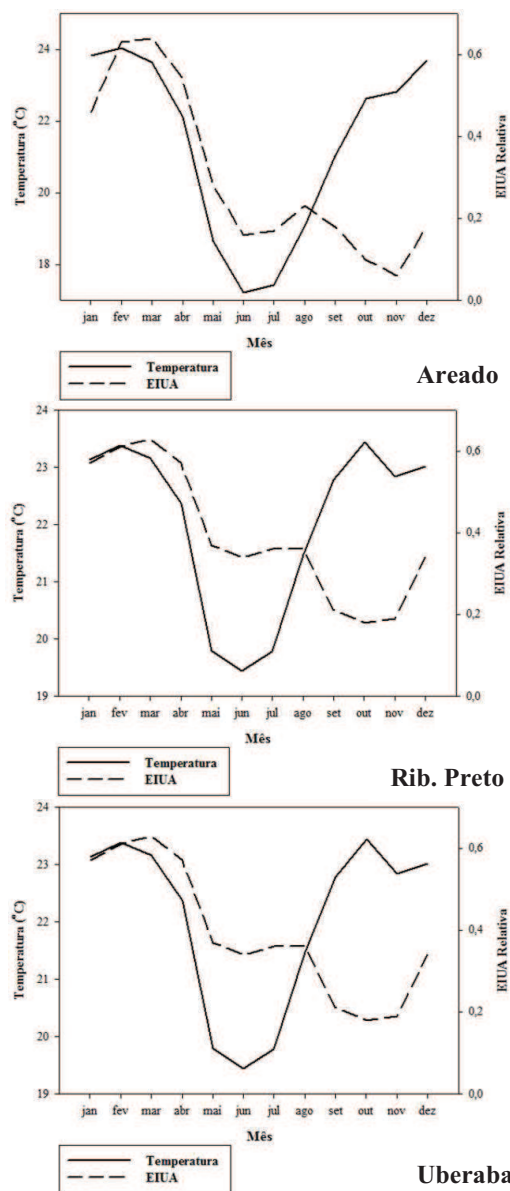 24
22
20
18
Temperatura (°C)
0,6
0,4
0,2
0,0
EIUA Relativa
jan fev mar abr mai jun jul ago set out nov dez
Mês
Temperatura
EIUA
Areado
24
23
22
21
20
19
Temperatura (°C)
0,6
0,4
0,2
0,0
EIUA Relativa
jan fev mar abr mai jun jul ago set out nov dez
Mês
Temperatura
EIUA
Rib. Preto
24
23
22
21
20
19
Temperatura (°C)
0,6
0,4
0,2
0,0
EIUA Relativa
jan fev mar abr mai jun jul ago set out nov dez
Mês
Temperatura
EIUA
Uberaba